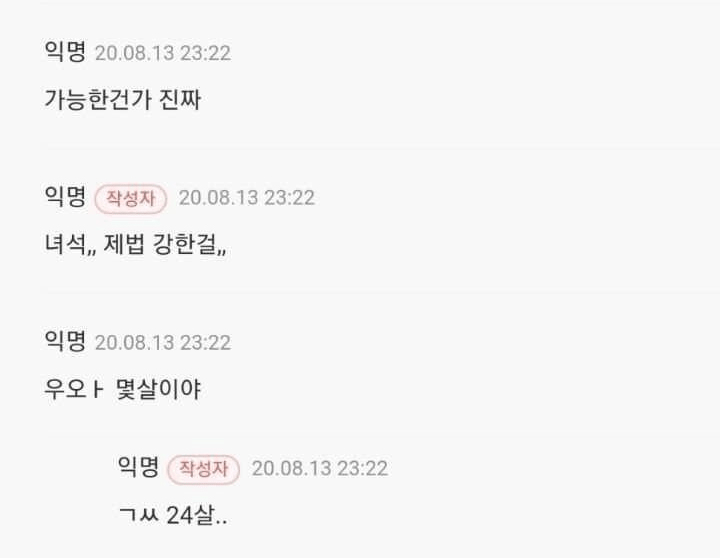 익명 20.08.13 23:22
가능한건가 진짜
익명 작성자 20.08.13 23:22
녀석,, 제법 강한걸,,
익명 20.08.13 23:22
우오ㅏ 몇살이야
익명 작성자 20.08.13 23:22
ㄱㅆ 24살..